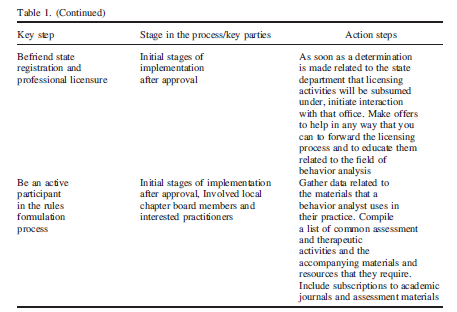 Table 1. (Continued)
Key step
Stage in the process/key parties
Action steps
Befriend state
registration and
professional licensure
Initial stages of
implementation
after approval
As soon as a determination
is made related to the state
department that licensing
activities will be subsumed
under, initiate interaction
with that office. Make offers
to help in any way that you
can to forward the licensing
process and to educate them
related to the field of
behavior analysis
Be an active
participant
in the rules
formulation
process
Initial stages of implementation
after approval, Involved local
chapter board members and
interested practitioners
Gather data related to
the materials that a
behavior analyst uses in
their practice. Compile
a list of common assessment
and therapeutic
activities and the
accompanying materials and
resources that they require.
Include subscriptions to academic
journals and assessment materials